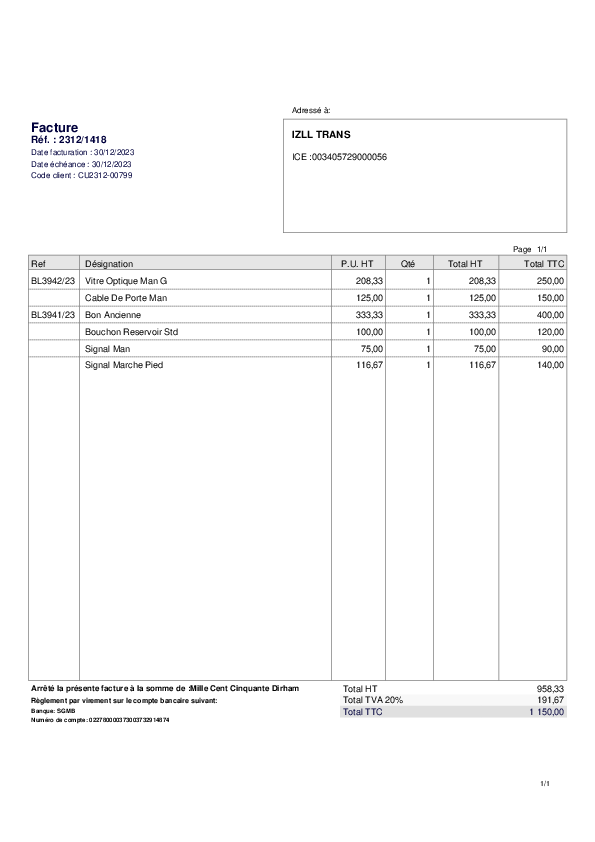 Adressé à:
Facture
Réf. : 2312/1418
Date facturation : 30/12/2023
Date échéance : 30/12/2023
Code client : CU2312-00799
IZLL TRANS
ICE :003405729000056
Page 1/1
Ref Désignation P.U. HT Qté Total HT Total TTC
BL3942/23 Vitre Optique Man G 208,33 1 208,33 250,00
Cable De Porte Man 125,00 1 125,00 150,00
BL3941/23 Bon Ancienne 333,33 1 333,33 400,00
Bouchon Reservoir Std 100,00 1 100,00 120,00
Signal Man 75,00 1 75,00 90,00
Signal Marche Pied 116,67 1 116,67 140,00
Arrêté la présente facture à la somme de :Mille Cent Cinquante Dirham
Règlement par virement sur le compte bancaire suivant:
Banque: SGMB
Numéro de compte: 02278000373003732914874
Total HT 958,33
Total TVA 20% 191,67
Total TTC 1 150,00
1/1